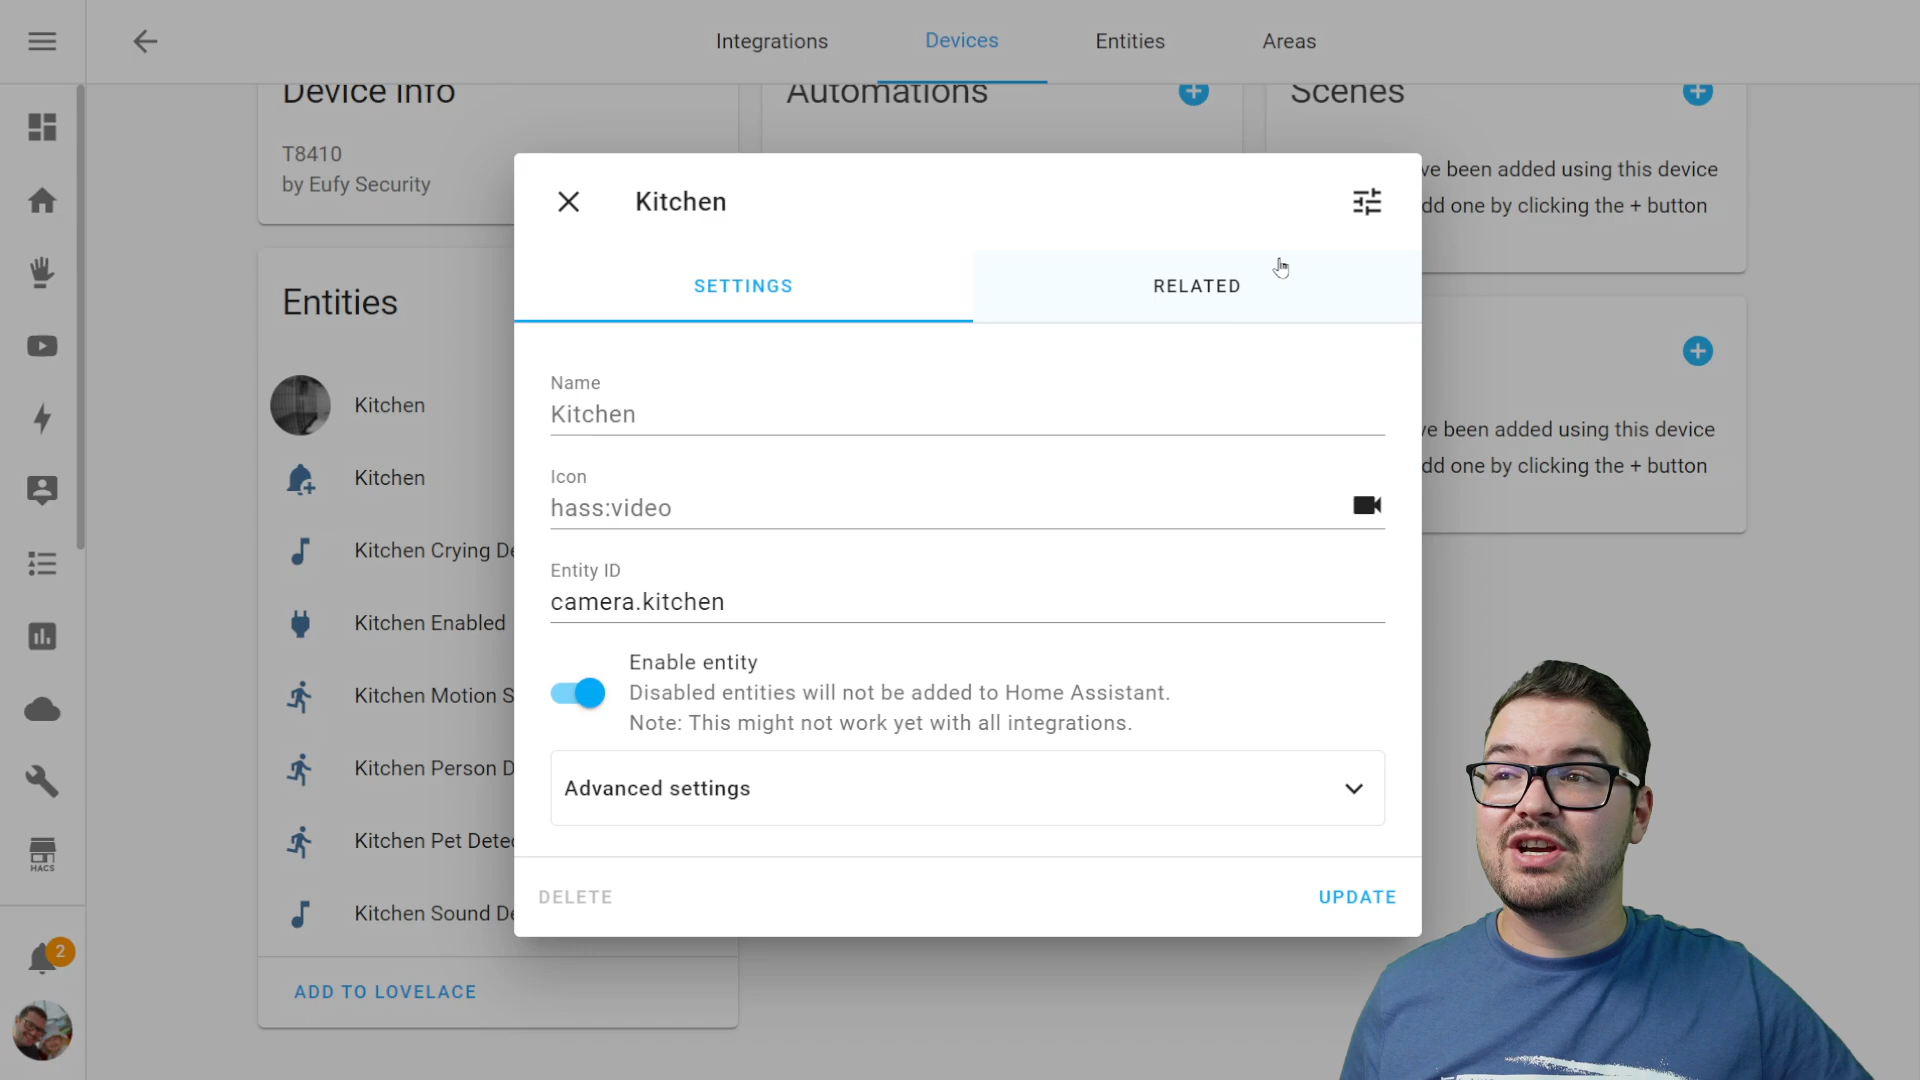 Integrations
Devices
Entities
Areas
Device info
Automations
Scenes
T8410
by Eufy Security
ve been added using this device
dd one by clicking the + button
Kitchen
SETTINGS
RELATED
Entities
Name
Kitchen
Icon
hass:video
Entity ID
camera.kitchen
Enable entity
Disabled entities will not be added to Home Assistant.
Note: This might not work yet with all integrations.
Advanced settings
DELETE
UPDATE
Kitchen
Kitchen
Kitchen Crying De
Kitchen Enabled
Kitchen Motion S
Kitchen Person D
Kitchen Pet Detec
Kitchen Sound De
ADD TO LOVELACE
ve been added using this device
dd one by clicking the + button
HACS
2